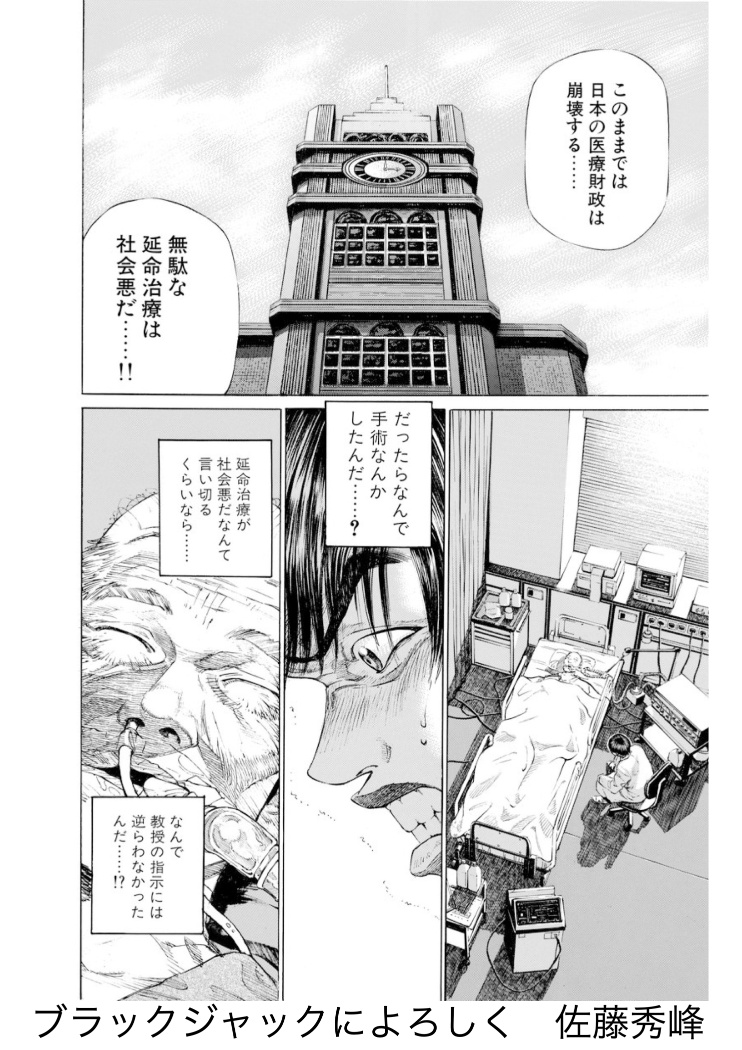 このままでは
日本の医療財政は
崩壊する……
無駄な
延命治療は
社会悪だ……!!
だったらなんで
手術なんか
したんだ……?
延命治療が
社会悪だなんて
言い切る
くらいなら……
なんで
教授の指示には
逆らわなかった
んだ……!?
ブラックジャックによろしく　佐藤秀峰